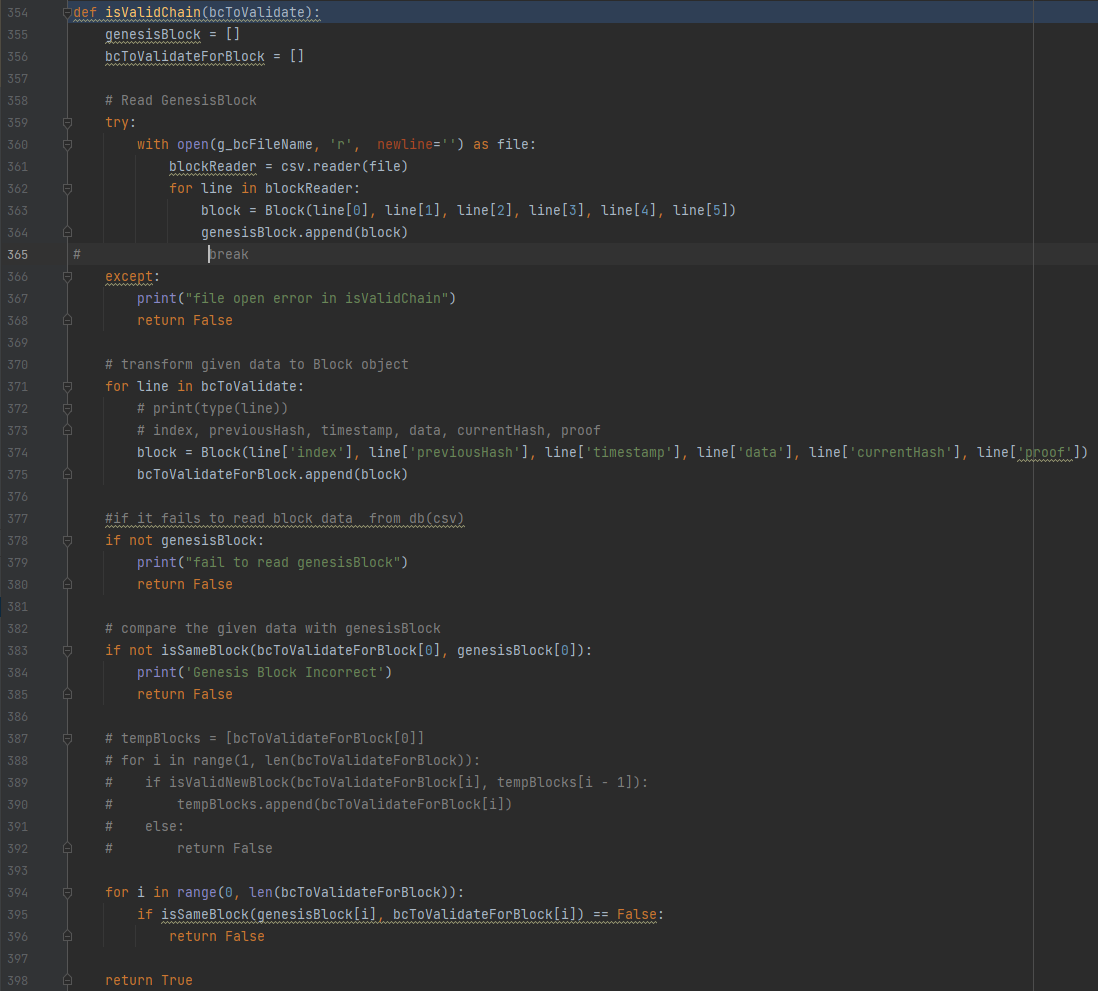 354 def isValidChain(bcToValidate):
355     genesisBlock = []
356     bcToValidateForBlock = []
357
358     # Read GenesisBlock
359     try:
360         with open(g_bcFileName, 'r',  newline='') as file:
361             blockReader = csv.reader(file)
362             for line in blockReader:
363                 block = Block(line[0], line[1], line[2], line[3], line[4], line[5])
364                 genesisBlock.append(block)
365 #                break
366     except:
367         print("file open error in isValidChain")
368         return False
369
370     # transform given data to Block object
371     for line in bcToValidate:
372         # print(type(line))
373         # index, previousHash, timestamp, data, currentHash, proof
374         block = Block(line['index'], line['previousHash'], line['timestamp'], line['data'], line['currentHash'], line['proof'])
375         bcToValidateForBlock.append(block)
376
377     #if it fails to read block data  from db(csv)
378     if not genesisBlock:
379         print("fail to read genesisBlock")
380         return False
381
382     # compare the given data with genesisBlock
383     if not isSameBlock(bcToValidateForBlock[0], genesisBlock[0]):
384         print('Genesis Block Incorrect')
385         return False
386
387     # tempBlocks = [bcToValidateForBlock[0]]
388     # for i in range(1, len(bcToValidateForBlock)):
389     #    if isValidNewBlock(bcToValidateForBlock[i], tempBlocks[i - 1]):
390     #        tempBlocks.append(bcToValidateForBlock[i])
391     #    else:
392     #        return False
393
394     for i in range(0, len(bcToValidateForBlock)):
395         if isSameBlock(genesisBlock[i], bcToValidateForBlock[i]) == False:
396             return False
397
398     return True